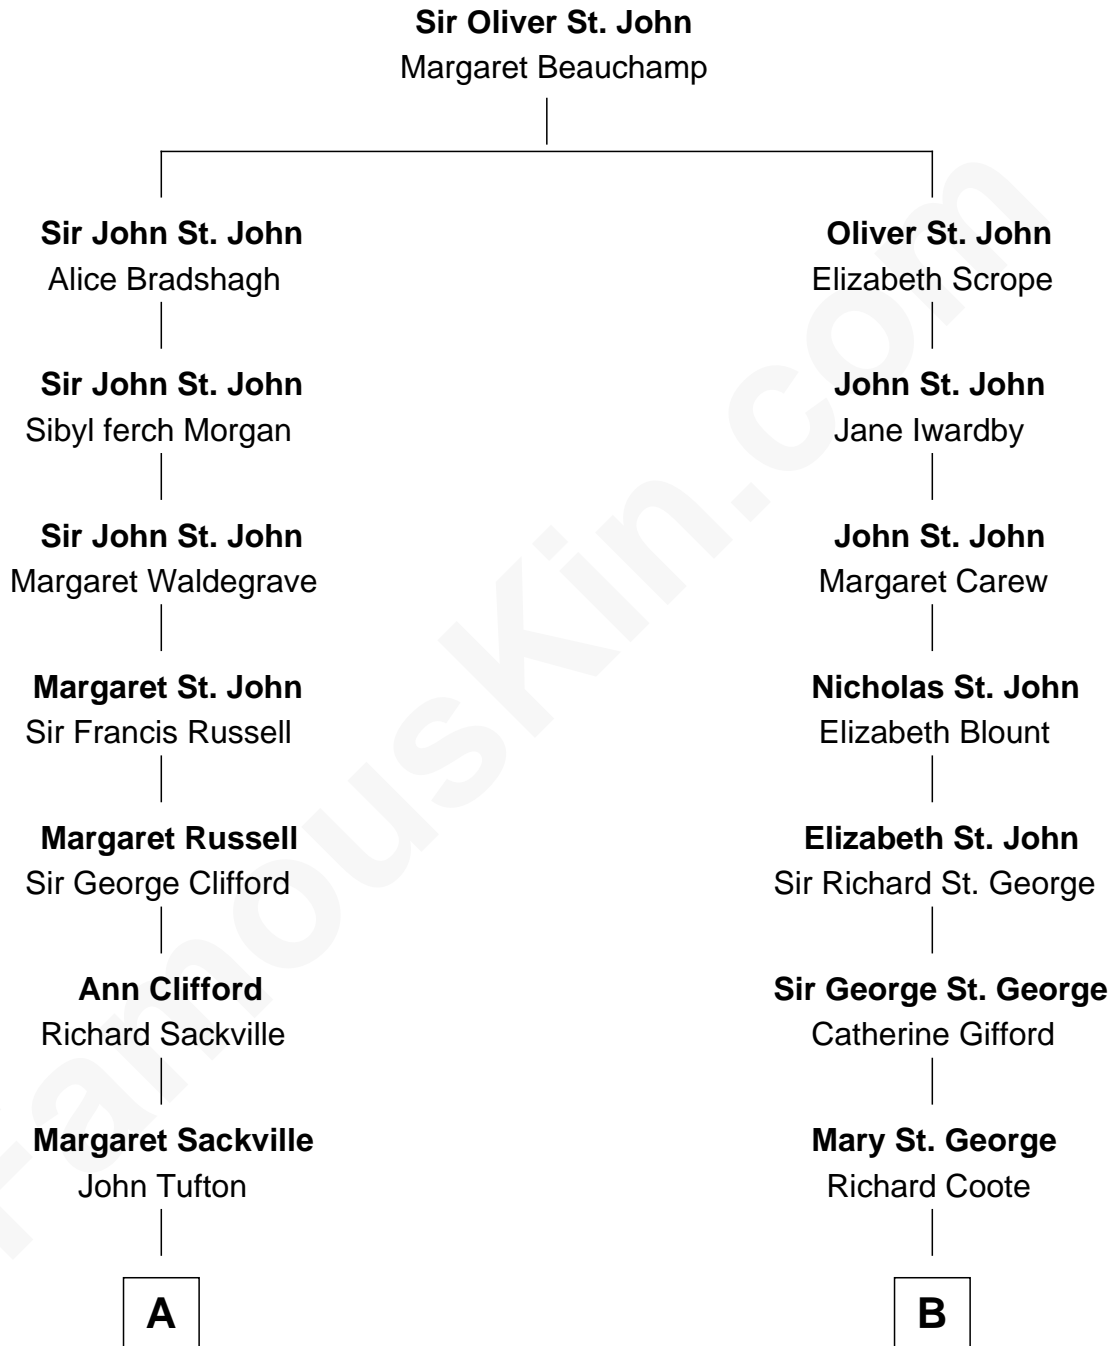 Sir Oliver St. John
Margaret Beauchamp
Sir John St. John
Alice Bradshagh
Sir John St. John
Sibyl ferch Morgan
Sir John St. John
Margaret Waldegrave
Margaret St. John
Sir Francis Russell
Margaret Russell
Sir George Clifford
Ann Clifford
Richard Sackville
Margaret Sackville
John Tufton
A
Oliver St. John
Elizabeth Scrope
John St. John
Jane Iwardby
John St. John
Margaret Carew
Nicholas St. John
Elizabeth Blount
Elizabeth St. John
Sir Richard St. George
Sir George St. George
Catherine Gifford
Mary St. George
Richard Coote
B
FamousKin.com